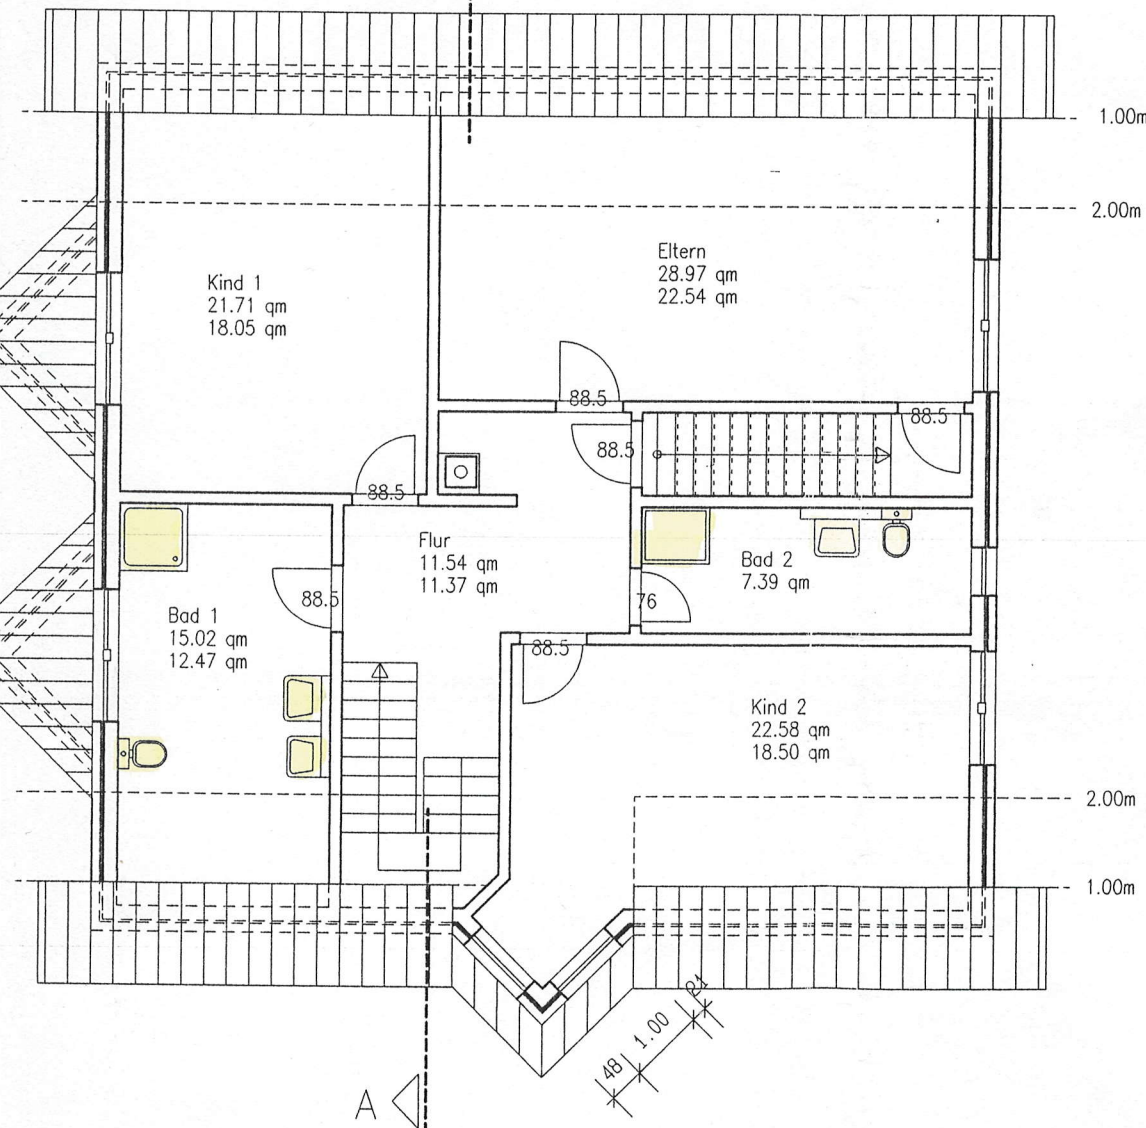 1.00m
2.00m
Eltern
28.97 qm
22.54 qm
Kind 1
21.71 qm
18.05 qm
88.5
88.5
88.5
88.5
Flur
11.54 qm
11.37 qm
Bad 2
7.39 qm
88.5
76
Bad 1
15.02 qm
12.47 qm
88.5
Kind 2
22.58 qm
18.50 qm
2.00m
1.00m
21
1.00
48
A